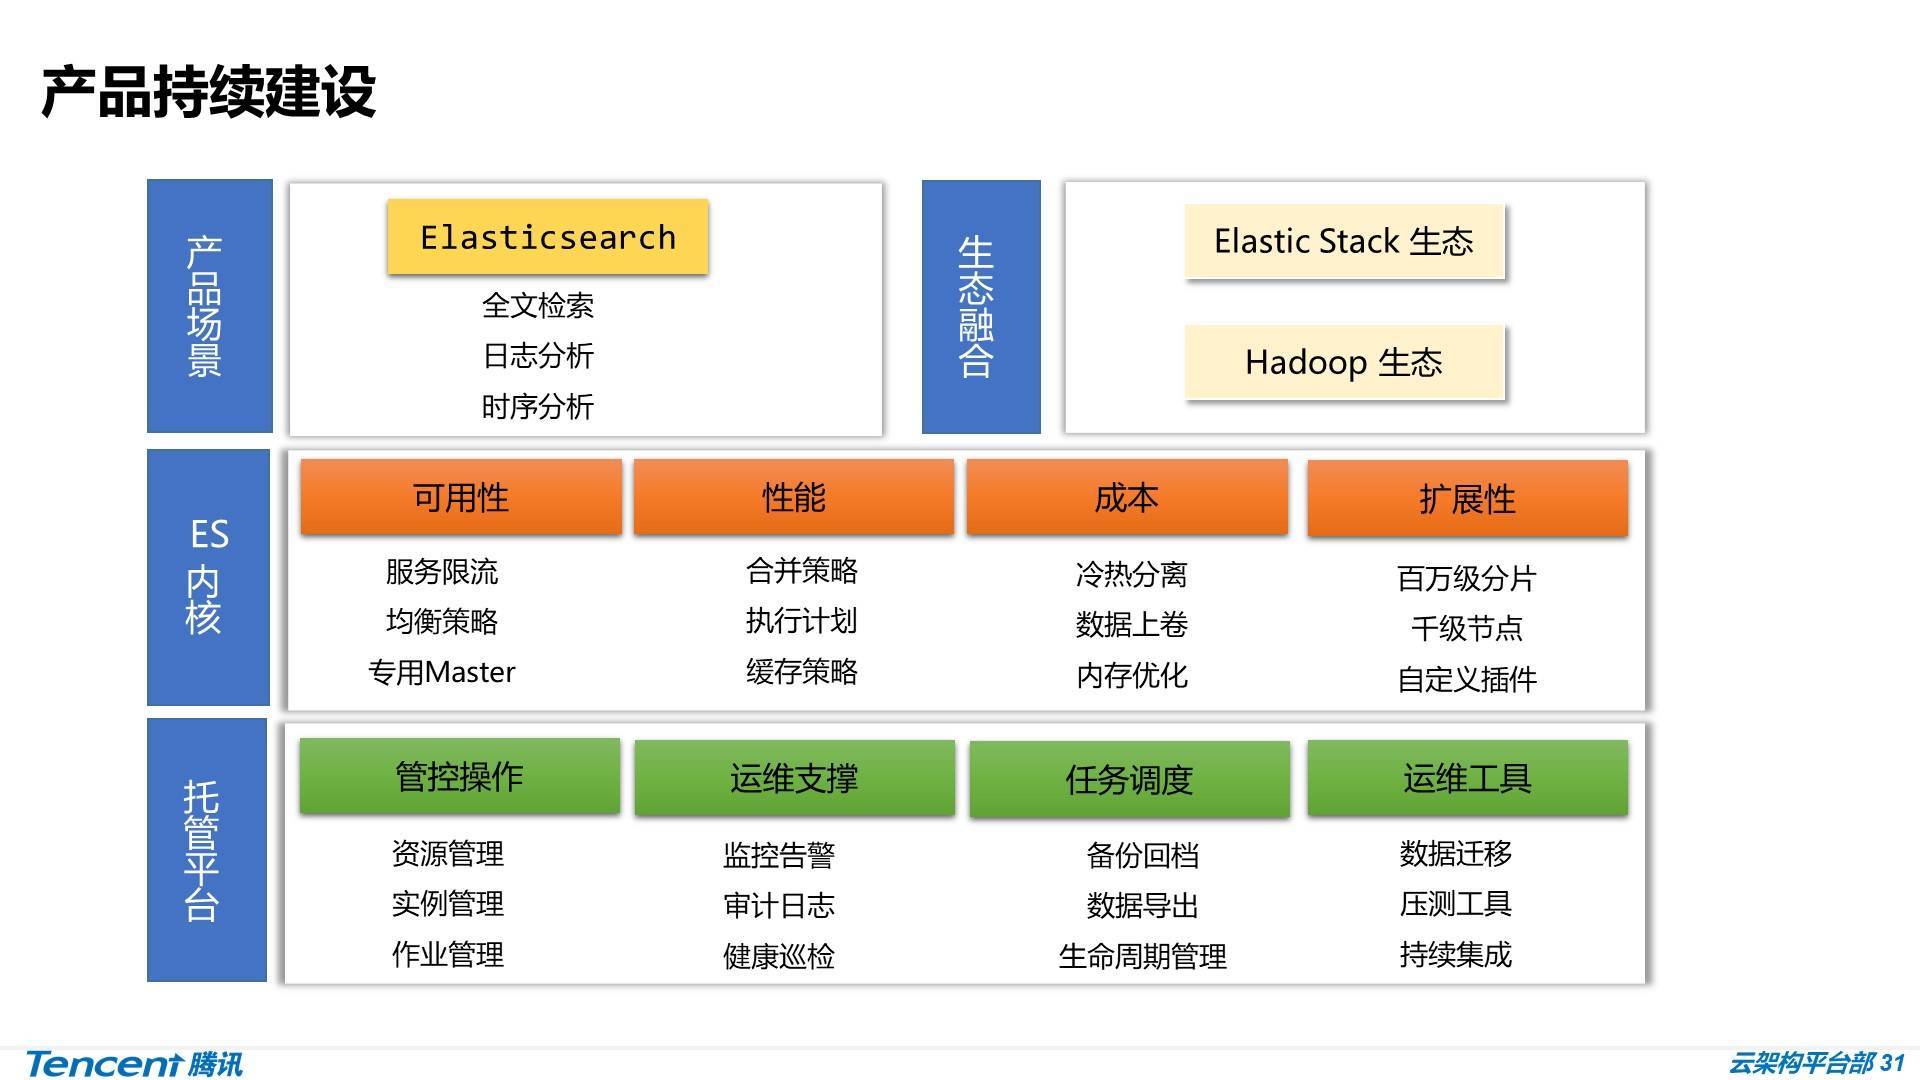 产品持续建设
产品场景
Elasticsearch
全文检索
日志分析
时序分析
生态融合
Elastic Stack 生态
Hadoop 生态
ES
内核
可用性
服务限流
均衡策略
专用Master
性能
合并策略
执行计划
缓存策略
成本
冷热分离
数据上卷
内存优化
扩展性
百万级分片
千级节点
自定义插件
托管平台
管控操作
资源管理
实例管理
作业管理
运维支撑
监控告警
审计日志
健康巡检
任务调度
备份回档
数据导出
生命周期管理
运维工具
数据迁移
压测工具
持续集成
Tencent 腾讯
云架构平台部 31